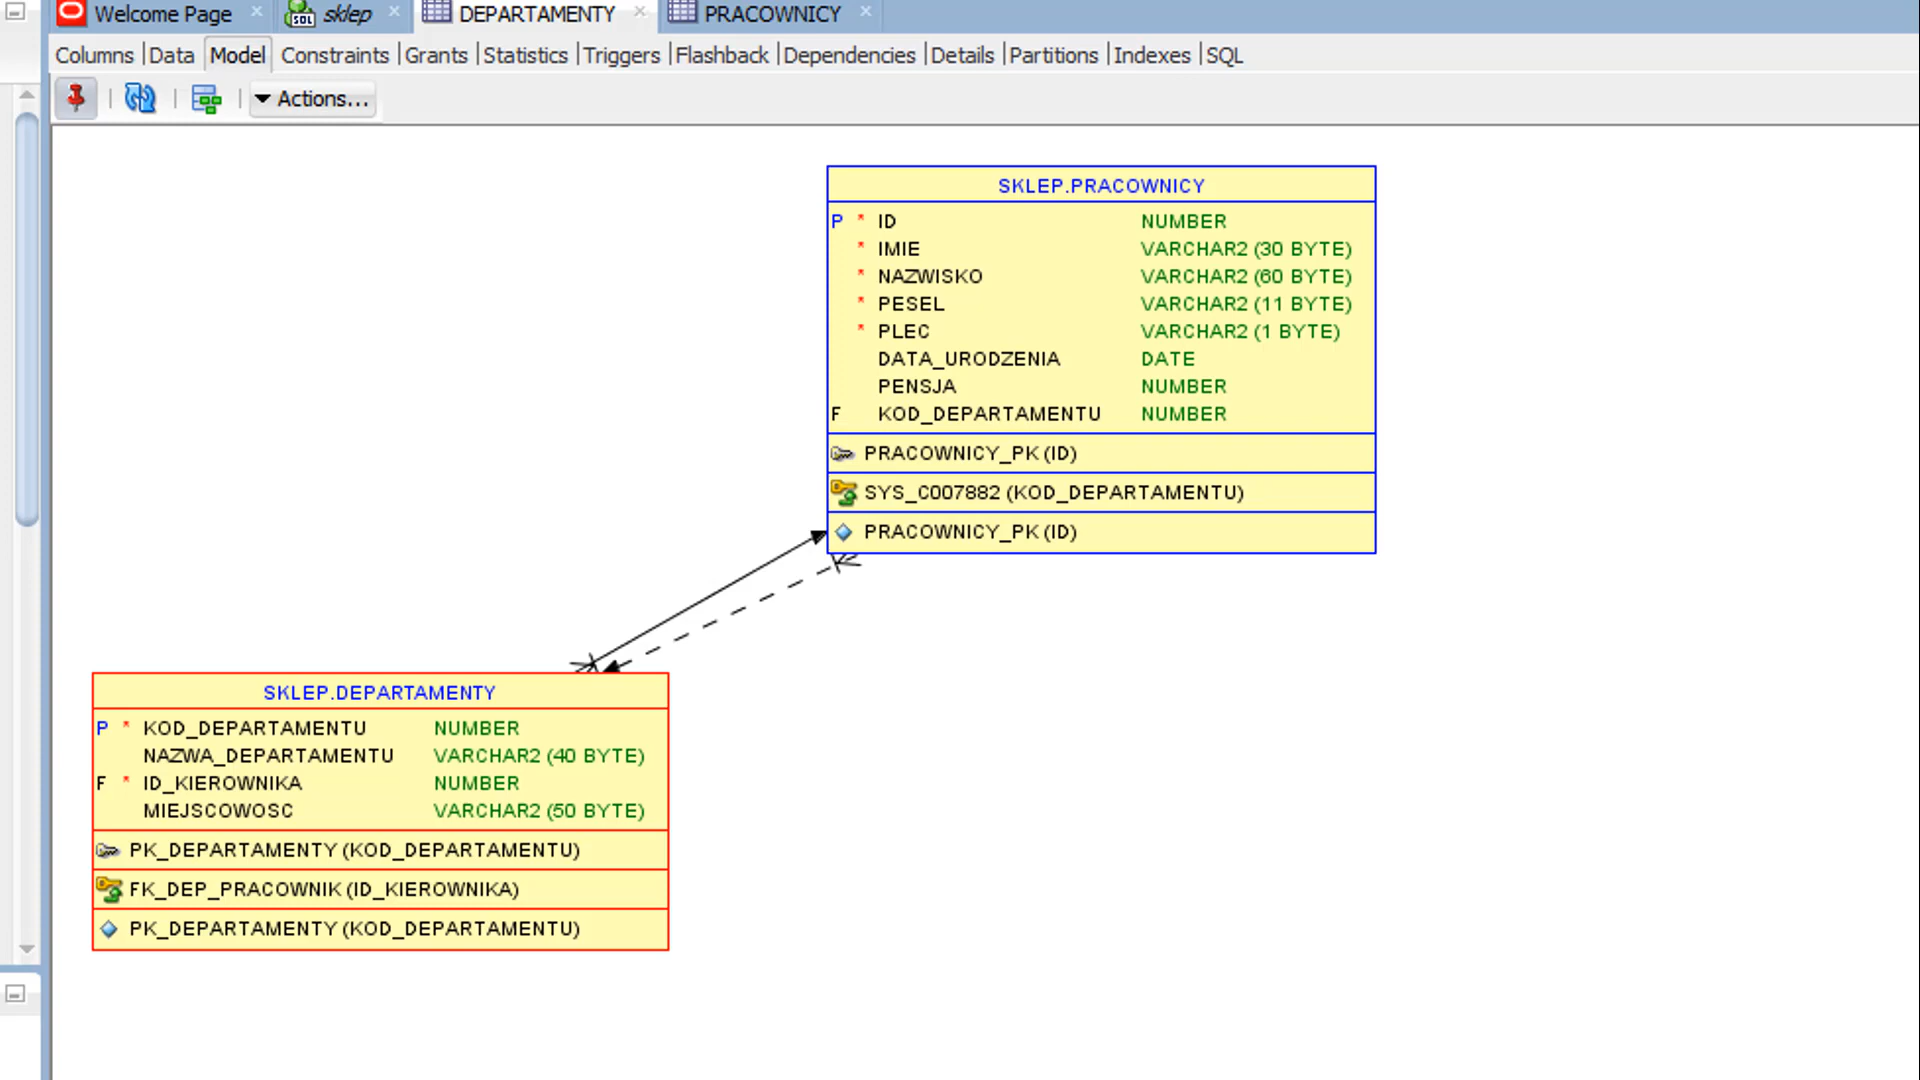 Welcome Page sklep DEPARTAMENTY PRACOWNICY
Columns Data Model Constraints Grants Statistics Triggers Flashback Dependencies Details Partitions Indexes SQL
Actions...
SKLEP.PRACOWNICY
P * ID NUMBER
* IMIE VARCHAR2 (30 BYTE)
* NAZWISKO VARCHAR2 (60 BYTE)
* PESEL VARCHAR2 (11 BYTE)
* PLEC VARCHAR2 (1 BYTE)
DATA_URODZENIA DATE
PENSJA NUMBER
F KOD_DEPARTAMENTU NUMBER
PRACOWNICY_PK (ID)
SYS_C007882 (KOD_DEPARTAMENTU)
PRACOWNICY_PK (ID)
SKLEP.DEPARTAMENTY
P * KOD_DEPARTAMENTU NUMBER
NAZWA_DEPARTAMENTU VARCHAR2 (40 BYTE)
F * ID_KIEROWNIKA NUMBER
MIEJSCOWOSC VARCHAR2 (50 BYTE)
PK_DEPARTAMENTY (KOD_DEPARTAMENTU)
FK_DEP_PRACOWNIK (ID_KIEROWNIKA)
PK_DEPARTAMENTY (KOD_DEPARTAMENTU)